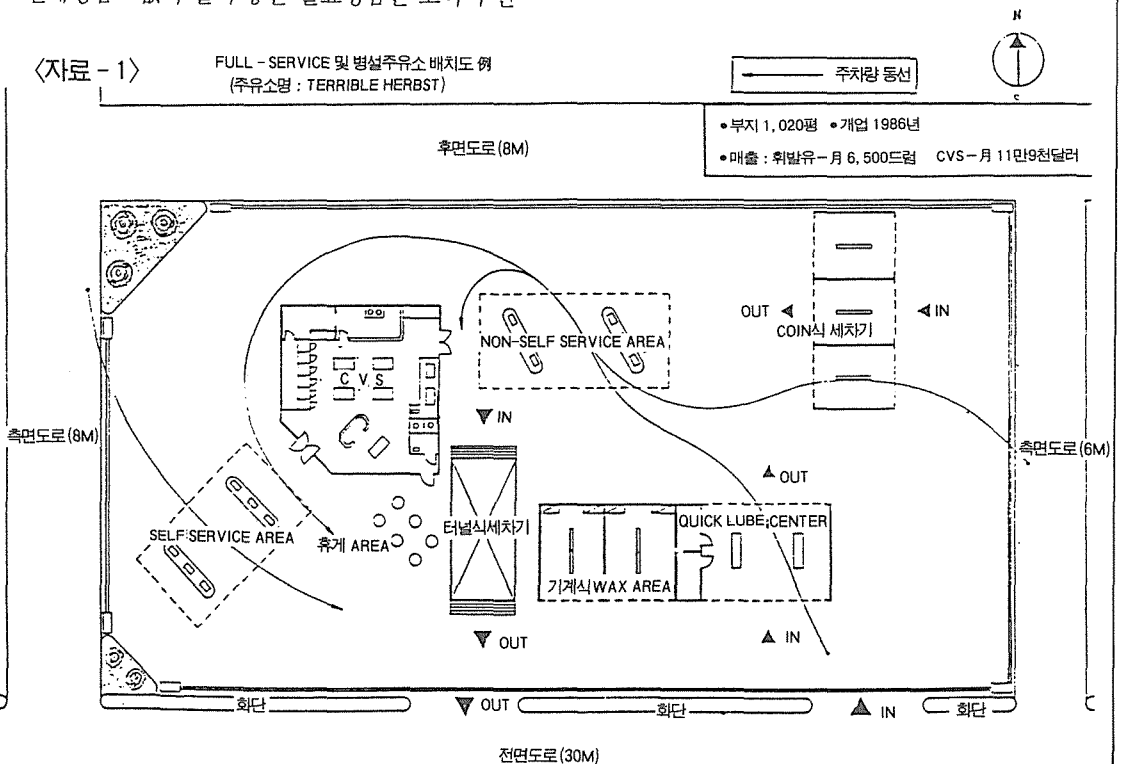 〈자료 - 1〉
FULL - SERVICE 및 병설주유소 배치도 例
(주유소명 : TERRIBLE HERBST)
주차량 동선
N
• 부지 1, 020평 • 개업 1986년
• 매출 : 휘발유 - 月 6, 500드럼 CVS - 月 11만9천달러
후면도로 (8M)
OUT
IN
COIN식 세차기
NON-SELF SERVICE AREA
C V S
IN
측면도로 (8M)
측면도로 (6M)
OUT
SELF SERVICE AREA
휴게 AREA
터널식세차기
QUICK LUBE CENTER
기계식 WAX AREA
OUT
IN
화단
OUT
화단
IN
화단
전면도로 (30M)